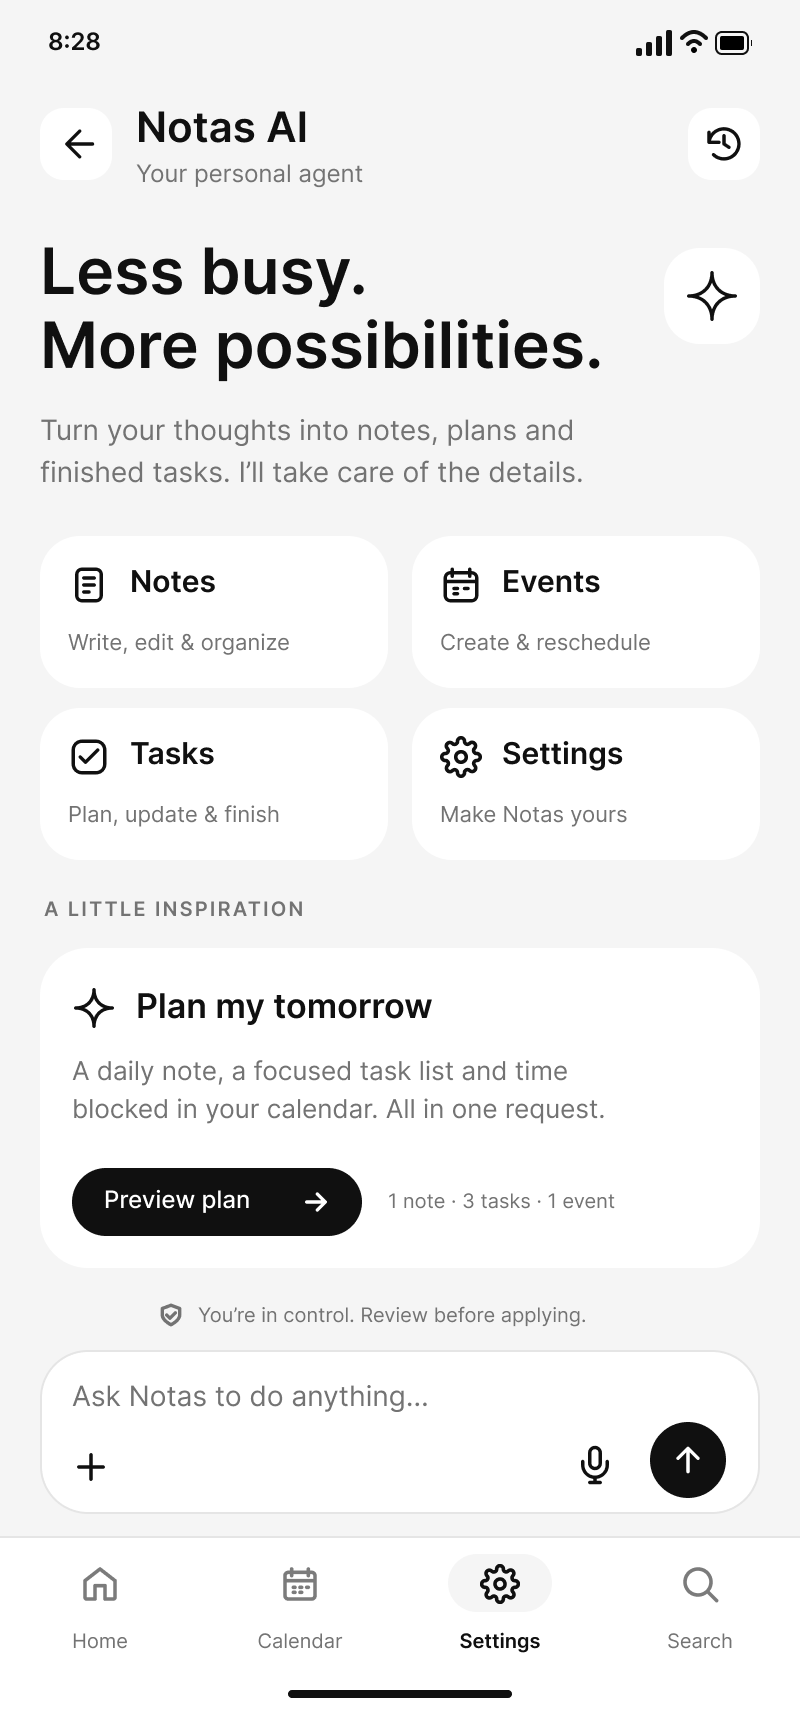 8:28
Notas AI
Your personal agent
Less busy.
More possibilities.
Turn your thoughts into notes, plans and
finished tasks. I’ll take care of the details.
Notes
Write, edit & organize
Events
Create & reschedule
Tasks
Plan, update & finish
Settings
Make Notas yours
A LITTLE INSPIRATION
Plan my tomorrow
A daily note, a focused task list and time
blocked in your calendar. All in one request.
Preview plan
1 note · 3 tasks · 1 event
You’re in control. Review before applying.
Ask Notas to do anything...
Home
Calendar
Settings
Search